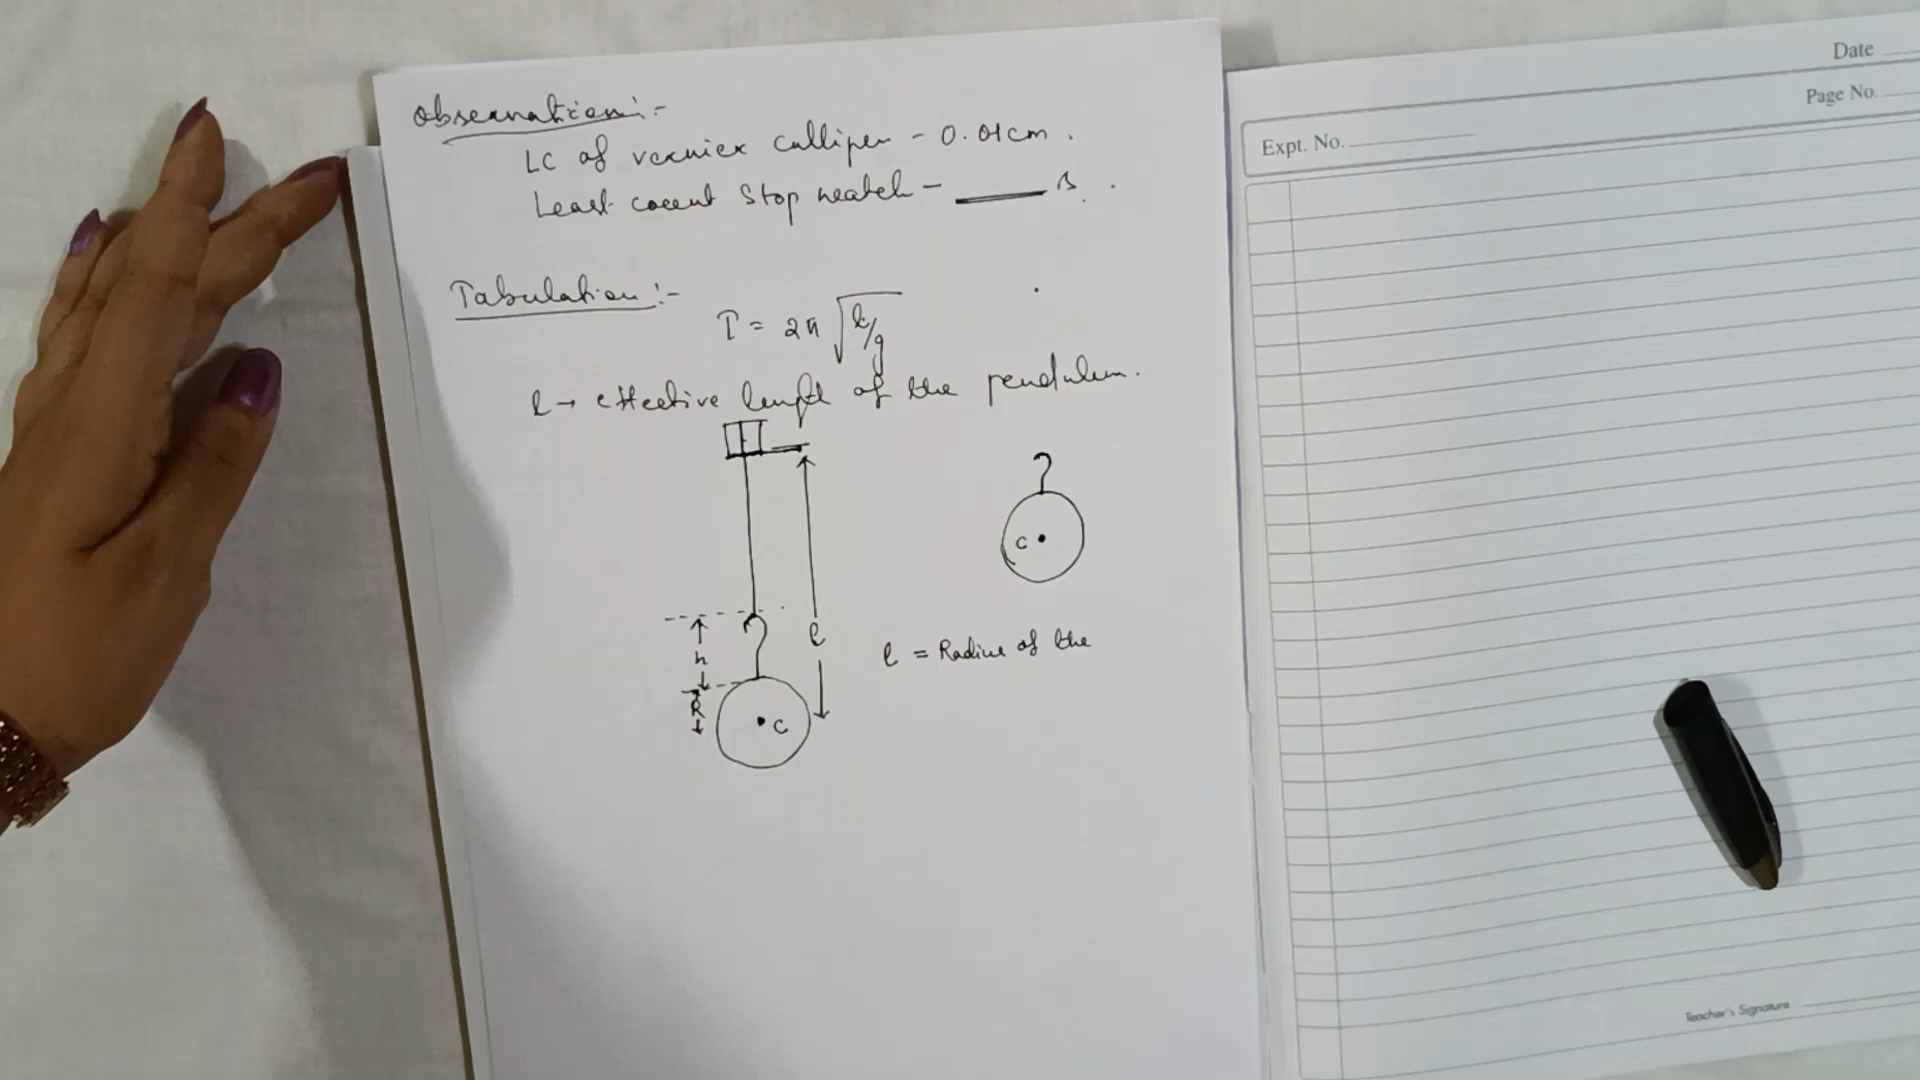 Observation :-
LC of vernier calliper - 0.01cm .
Least count Stop watch - ____ s .
Tabulation :-
T = 2π √l/g
l → effective length of the pendulum.
C
h
l
R
C
l = Radius of the
Date
Page No.
Expt. No.
Teacher's Signature